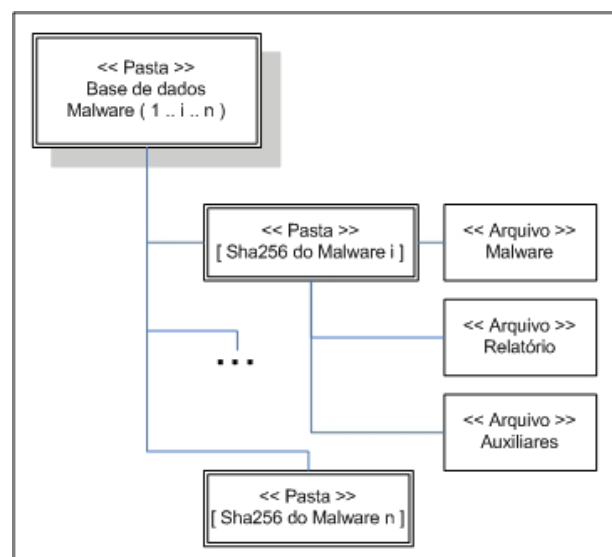 << Pasta >>
Base de dados
Malware ( 1 .. i .. n )
<< Pasta >>
[ Sha256 do Malware i ]
<< Arquivo >>
Malware
<< Arquivo >>
Relatório
...
<< Arquivo >>
Auxiliares
<< Pasta >>
[ Sha256 do Malware n ]